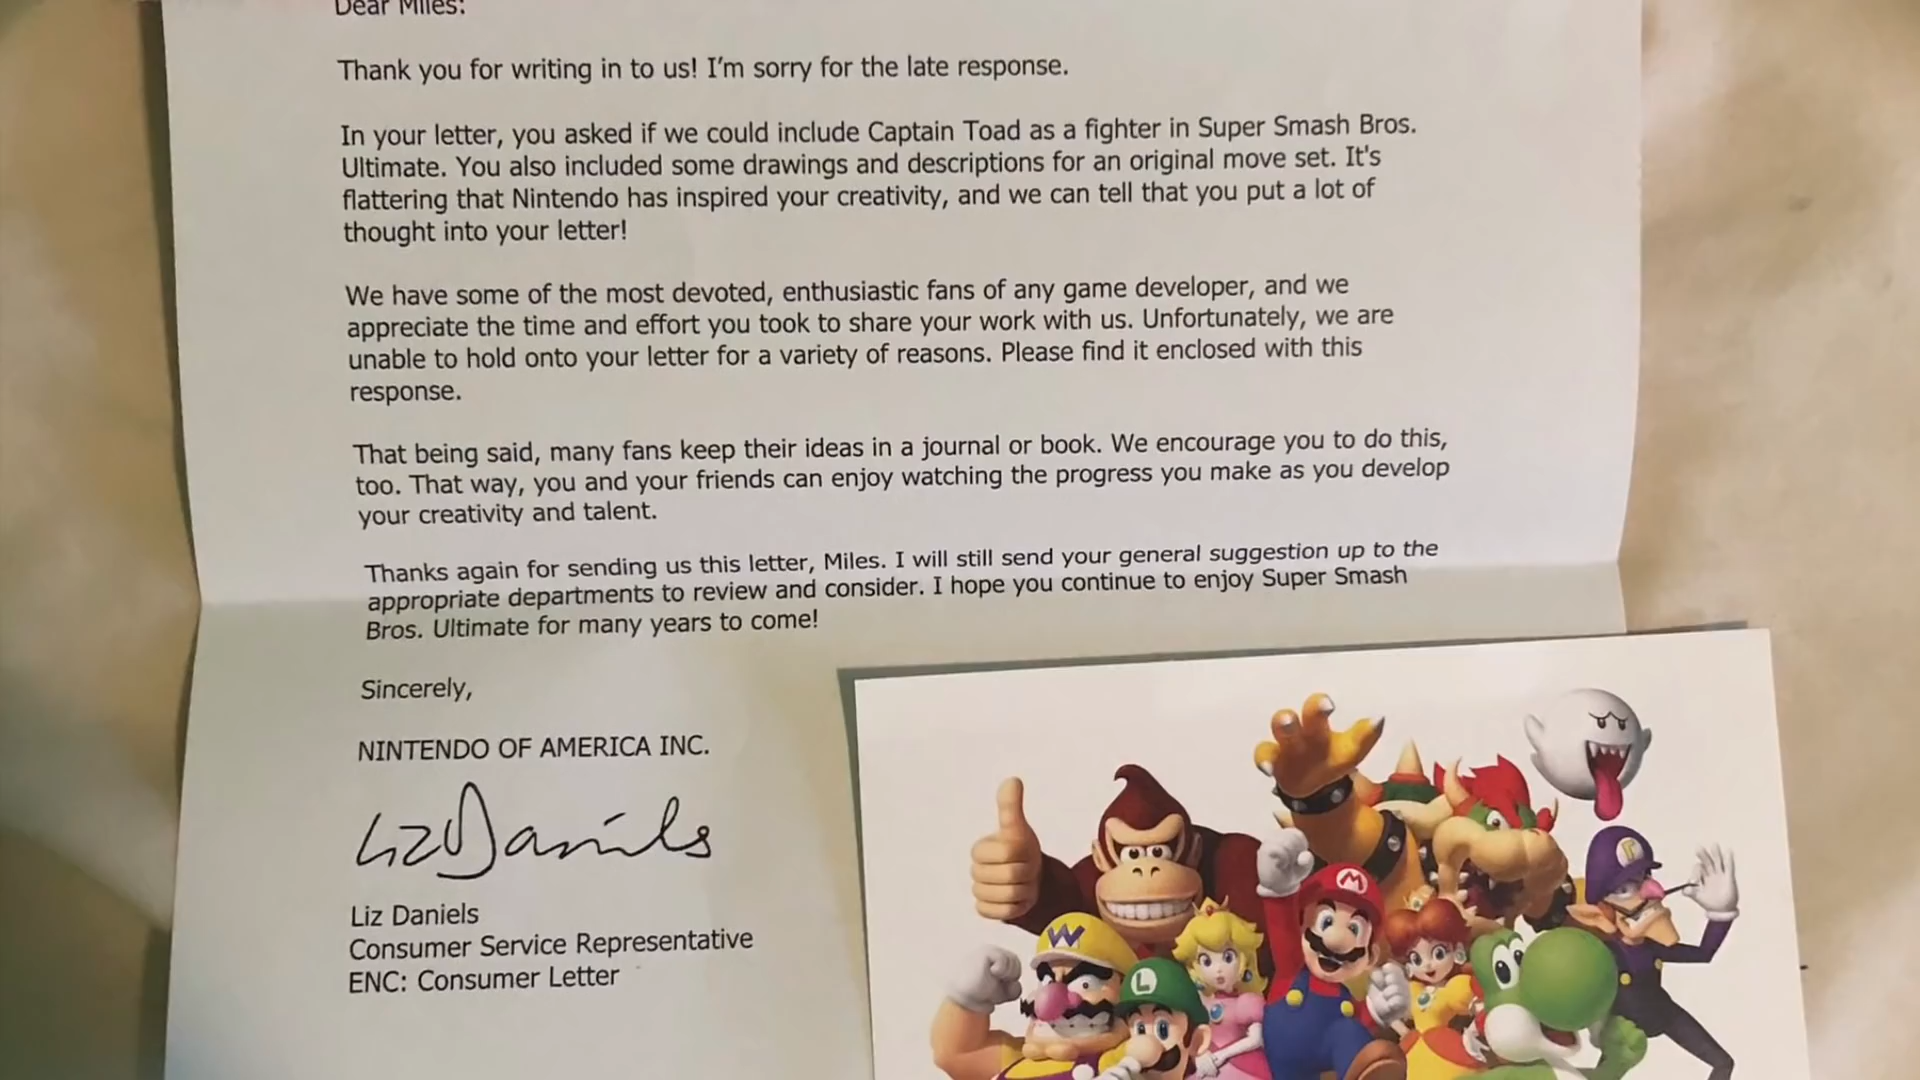 Dear Miles:
Thank you for writing in to us! I'm sorry for the late response.
In your letter, you asked if we could include Captain Toad as a fighter in Super Smash Bros.
Ultimate. You also included some drawings and descriptions for an original move set. It's
flattering that Nintendo has inspired your creativity, and we can tell that you put a lot of
thought into your letter!
We have some of the most devoted, enthusiastic fans of any game developer, and we
appreciate the time and effort you took to share your work with us. Unfortunately, we are
unable to hold onto your letter for a variety of reasons. Please find it enclosed with this
response.
That being said, many fans keep their ideas in a journal or book. We encourage you to do this,
too. That way, you and your friends can enjoy watching the progress you make as you develop
your creativity and talent.
Thanks again for sending us this letter, Miles. I will still send your general suggestion up to the
appropriate departments to review and consider. I hope you continue to enjoy Super Smash
Bros. Ultimate for many years to come!
Sincerely,
NINTENDO OF AMERICA INC.
Liz Daniels
Liz Daniels
Consumer Service Representative
ENC: Consumer Letter
M
W
L